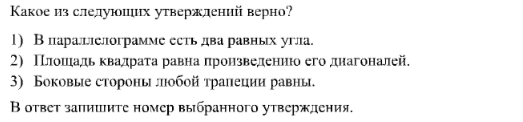 Какое из следующих утверждений верно?
1) В параллелограмме есть два равных угла.
2) Площадь квадрата равна произведению его диагоналей.
3) Боковые стороны любой трапеции равны.
В ответ запишите номер выбранного утверждения.